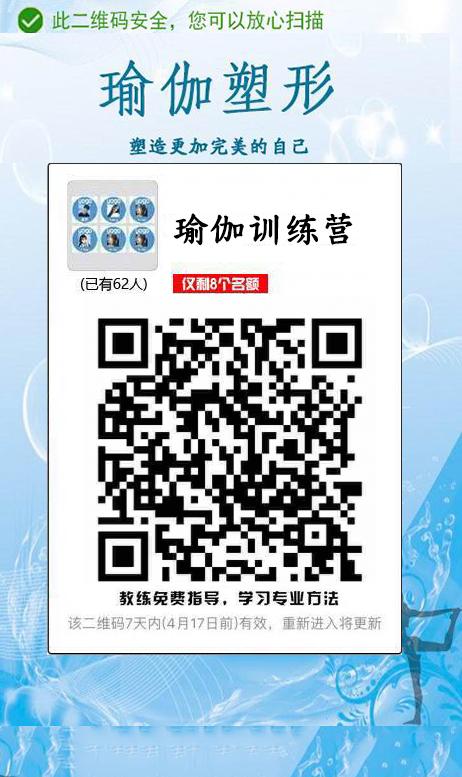 此二维码安全，您可以放心扫描
瑜伽塑形
塑造更加完美的自己
瑜伽训练营
(已有62人)
仅剩8个名额
教练免费指导，学习专业方法
该二维码7天内(4月17日前)有效，重新进入将更新